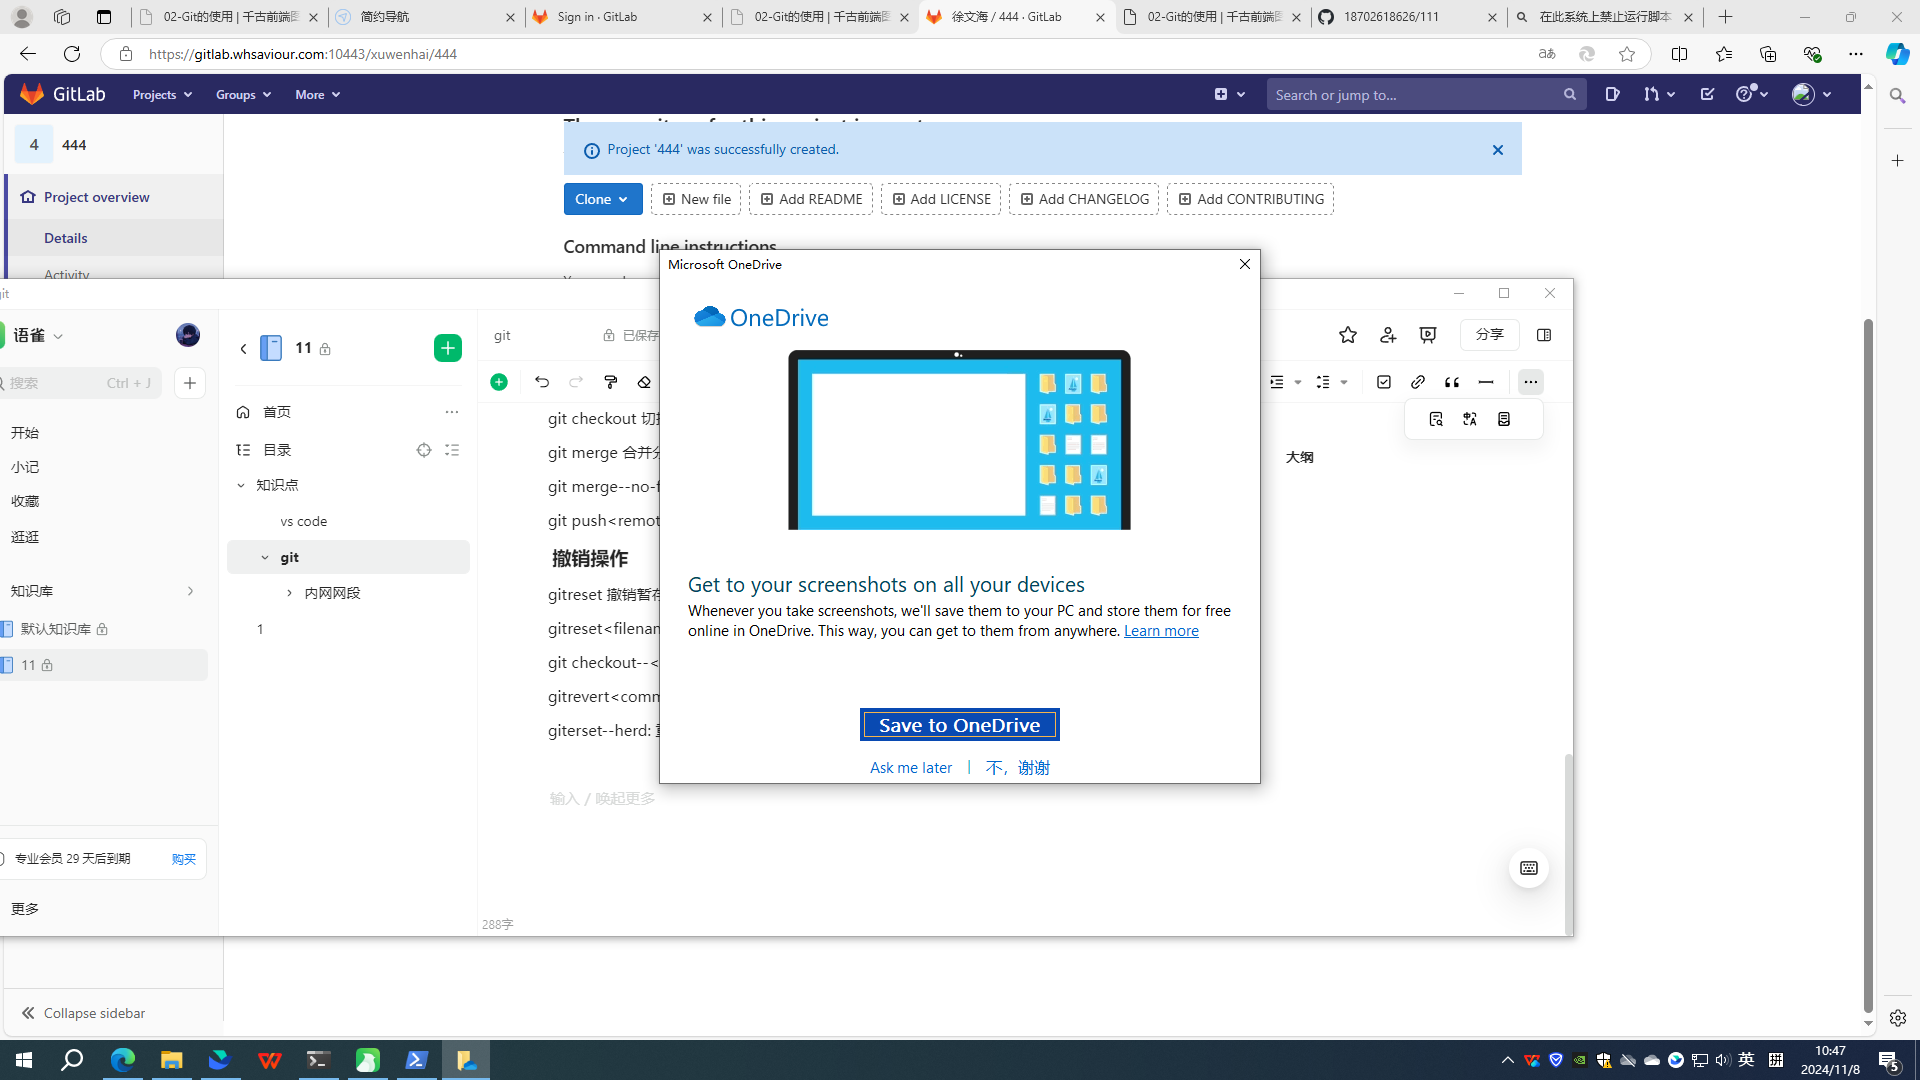 02-Git的使用 | 千古前端图
简约导航
Sign in · GitLab
02-Git的使用 | 千古前端图
徐文海 / 444 · GitLab
02-Git的使用 | 千古前端图
18702618626/111
在此系统上禁止运行脚本
https://gitlab.whsaviour.com:10443/xuwenhai/444
GitLab
Projects
Groups
More
Search or jump to...
4
444
Project overview
Details
Activity
Project '444' was successfully created.
Clone
New file
Add README
Add LICENSE
Add CHANGELOG
Add CONTRIBUTING
Command line instructions
git
语雀
搜索
Ctrl + J
开始
小记
收藏
逛逛
知识库
默认知识库
11
专业会员 29 天后到期
购买
更多
11
首页
目录
知识点
vs code
git
内网网段
1
git
已保存
分享
git checkout
git merge 合并
git merge--no-f
git push<remot
撤销操作
gitreset 撤销暂
gitreset<filenam
git checkout--<
gitrevert<comm
giterset--herd:
输入 / 唤起更多
大纲
288字
Microsoft OneDrive
OneDrive
Get to your screenshots on all your devices
Whenever you take screenshots, we'll save them to your PC and store them for free
online in OneDrive. This way, you can get to them from anywhere. Learn more
Save to OneDrive
Ask me later | 不，谢谢
Collapse sidebar
英
拼
10:47
2024/11/8
5